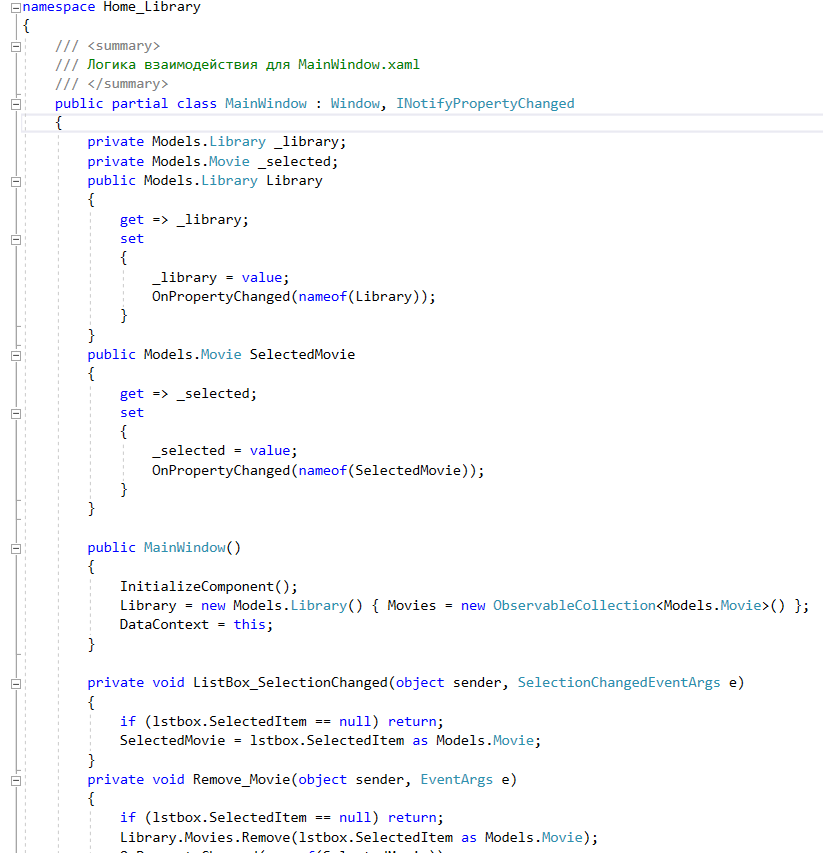 namespace Home_Library
{
/// <summary>
/// Логика взаимодействия для MainWindow.xaml
/// </summary>
public partial class MainWindow : Window, INotifyPropertyChanged
{
private Models.Library _library;
private Models.Movie _selected;
public Models.Library Library
{
get => _library;
set
{
_library = value;
OnPropertyChanged(nameof(Library));
}
}
public Models.Movie SelectedMovie
{
get => _selected;
set
{
_selected = value;
OnPropertyChanged(nameof(SelectedMovie));
}
}
public MainWindow()
{
InitializeComponent();
Library = new Models.Library() { Movies = new ObservableCollection<Models.Movie>() };
DataContext = this;
}
private void ListBox_SelectionChanged(object sender, SelectionChangedEventArgs e)
{
if (lstbox.SelectedItem == null) return;
SelectedMovie = lstbox.SelectedItem as Models.Movie;
}
private void Remove_Movie(object sender, EventArgs e)
{
if (lstbox.SelectedItem == null) return;
Library.Movies.Remove(lstbox.SelectedItem as Models.Movie);